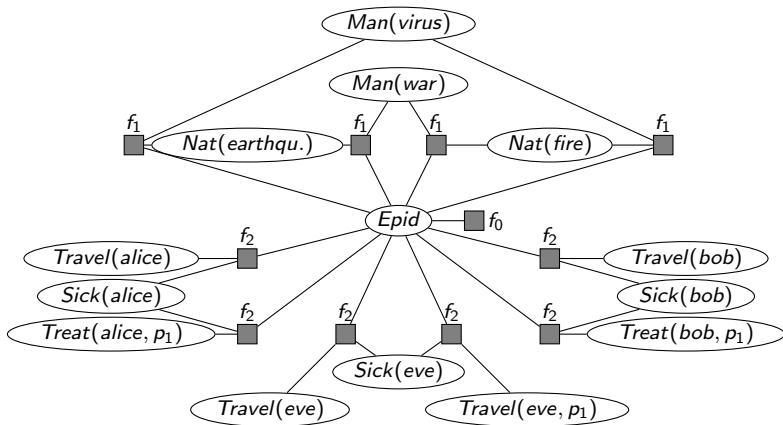 Man(virus)
Man(war)
f₁ f₁ f₁ f₁
Nat(earthqu.) Nat(fire)
Epid f₀
f₂ f₂
Travel(alice) Travel(bob)
Sick(alice) Sick(bob)
f₂ f₂ f₂ f₂
Treat(alice, p₁) Treat(bob, p₁)
Sick(eve)
Travel(eve) Travel(eve, p₁)